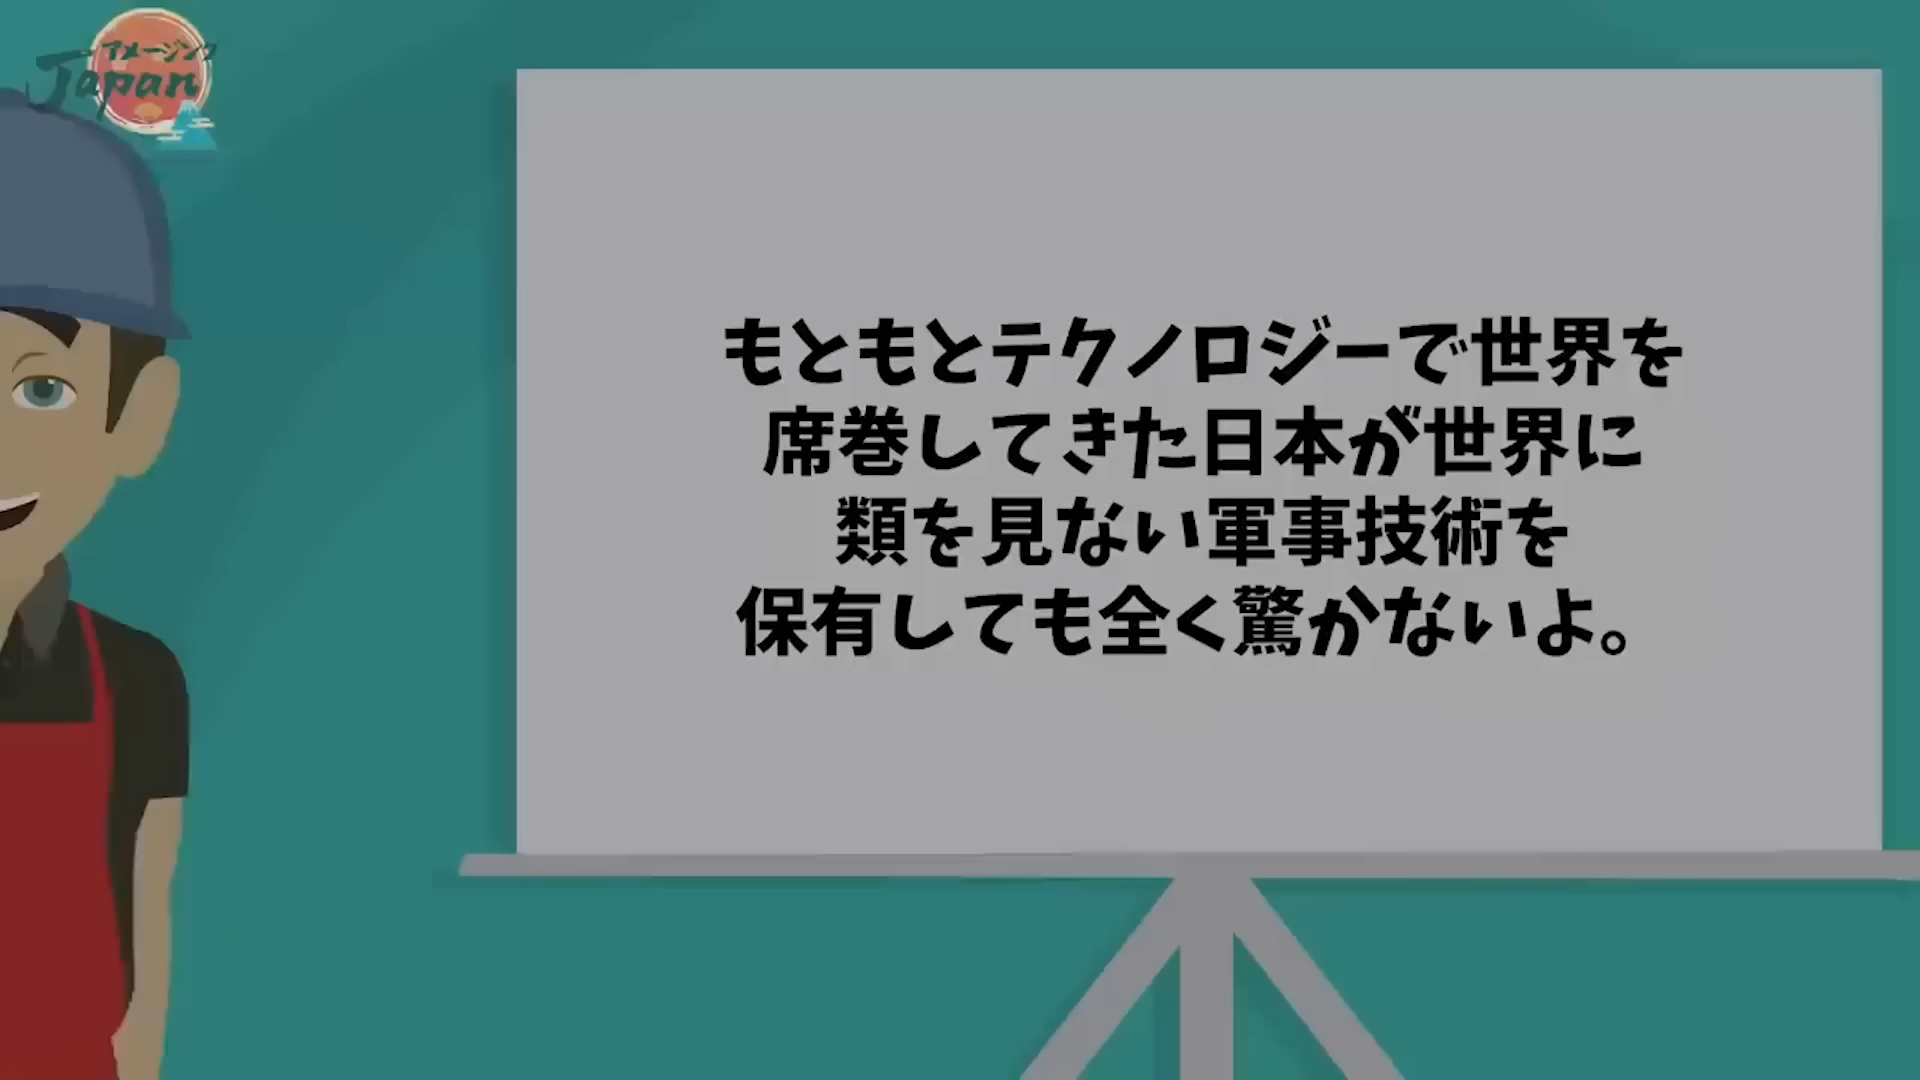 アメージング
Japan
もともとテクノロジーで世界を
席巻してきた日本が世界に
類を見ない軍事技術を
保有しても全く驚かないよ。